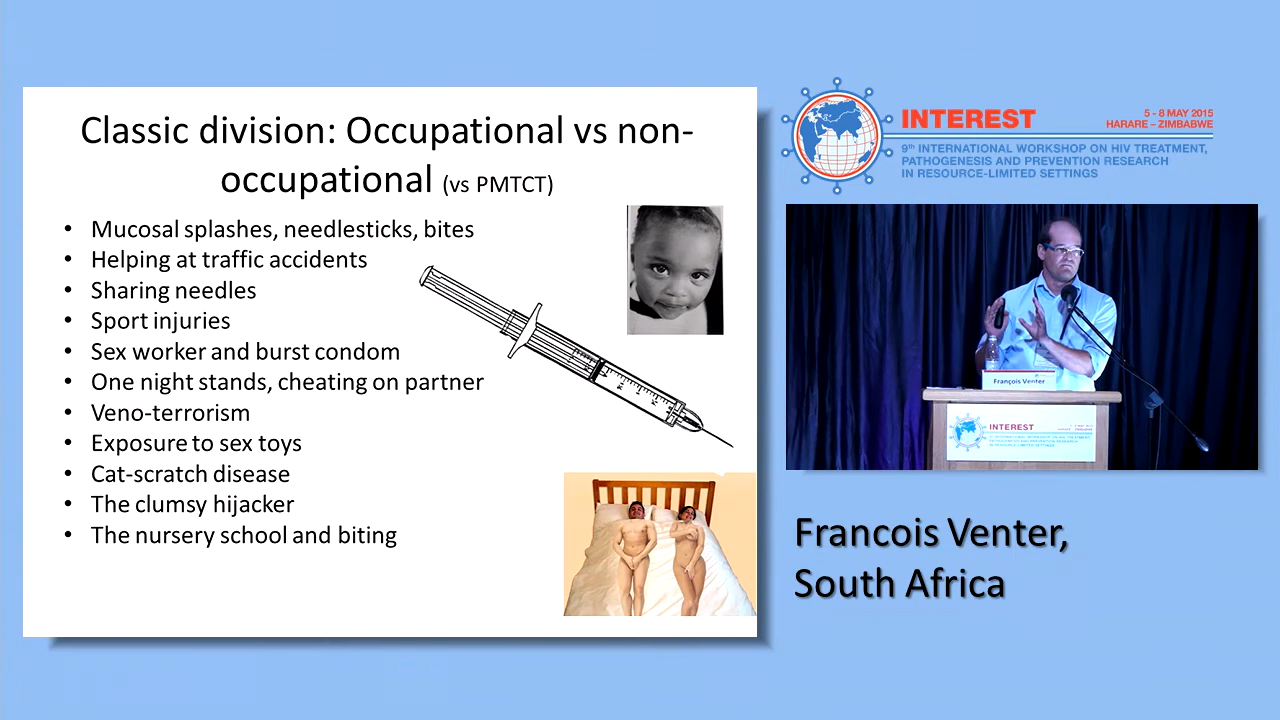 Classic division: Occupational vs non-
occupational (vs PMTCT)
• Mucosal splashes, needlesticks, bites
• Helping at traffic accidents
• Sharing needles
• Sport injuries
• Sex worker and burst condom
• One night stands, cheating on partner
• Veno-terrorism
• Exposure to sex toys
• Cat-scratch disease
• The clumsy hijacker
• The nursery school and biting
INTEREST
5 - 8 MAY 2015
HARARE – ZIMBABWE
9th INTERNATIONAL WORKSHOP ON HIV TREATMENT,
PATHOGENESIS AND PREVENTION RESEARCH
IN RESOURCE-LIMITED SETTINGS
François Venter
INTEREST
Francois Venter,
South Africa